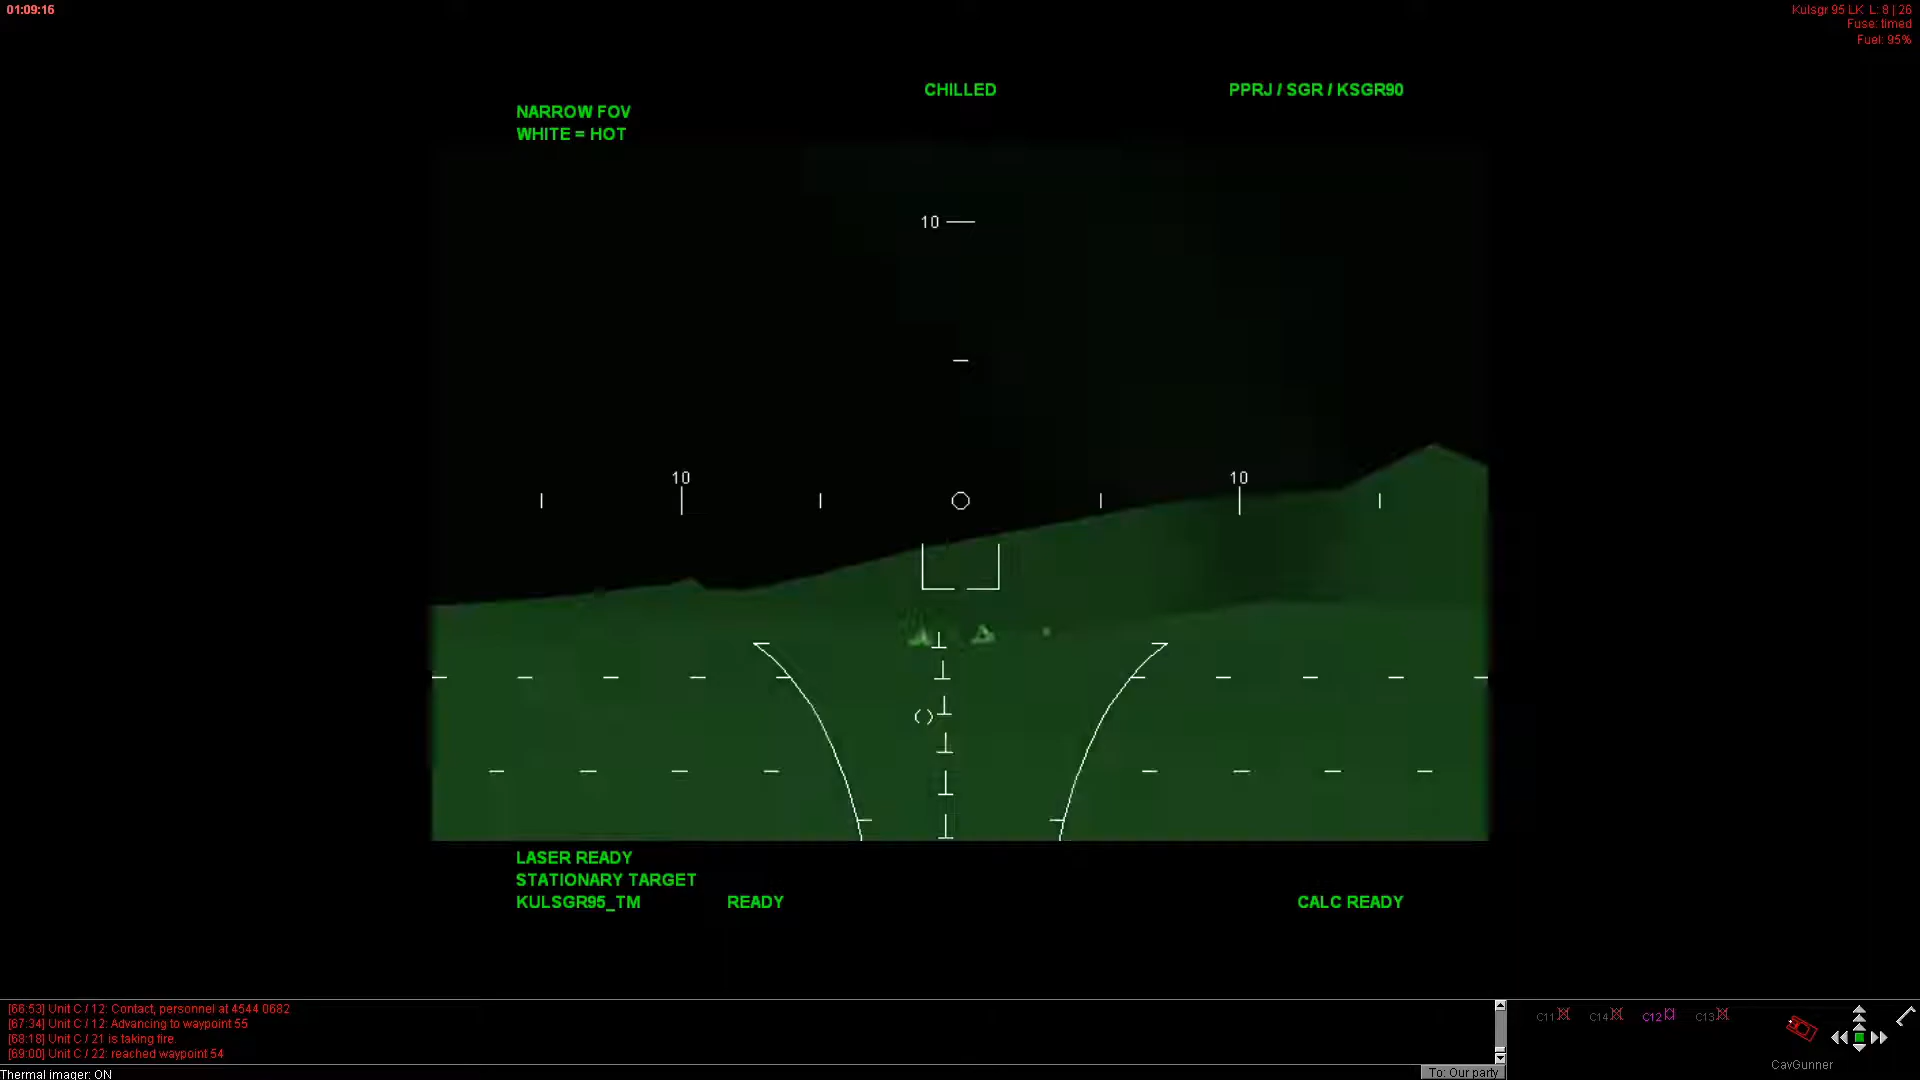 01:09:16
Kulsgr 95 LK L: 8 | 26
Fuse: timed
Fuel: 95%
CHILLED
PPRJ / SGR / KSGR90
NARROW FOV
WHITE = HOT
10
10
10
LASER READY
STATIONARY TARGET
KULSGR95_TM
READY
CALC READY
[66:53] Unit C / 12: Contact, personnel at 4544 0682
[67:34] Unit C / 12: Advancing to waypoint 55
[68:18] Unit C / 21 is taking fire.
[69:00] Unit C / 22: reached waypoint 54
C11
C14
C12
C13
CavGunner
Thermal imager: ON
To: Our party